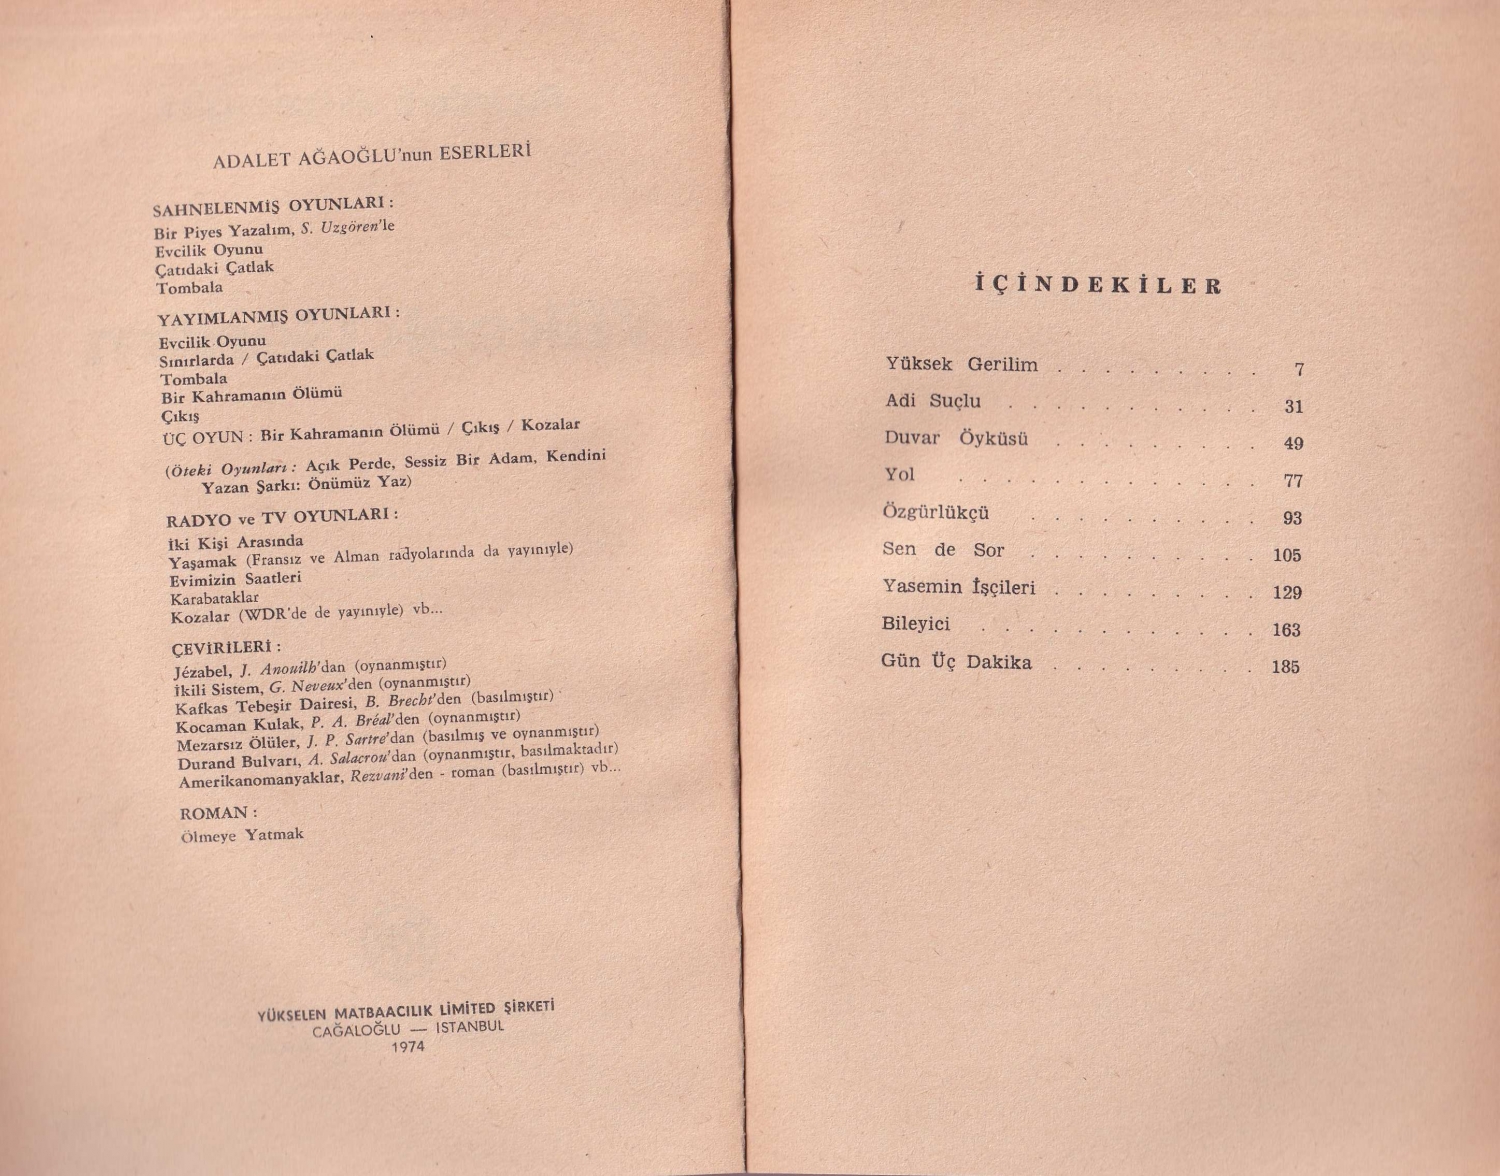 ADALET AĞAOĞLU'nun ESERLERİ
SAHNELENMİŞ OYUNLARI :
Bir Piyes Yazalım, S. Uzgören'le
Evcilik Oyunu
Çatıdaki Çatlak
Tombala
YAYIMLANMIŞ OYUNLARI :
Evcilik Oyunu
Sınırlarda / Çatıdaki Çatlak
Tombala
Bir Kahramanın Ölümü
Çıkış
ÜÇ OYUN : Bir Kahramanın Ölümü / Çıkış / Kozalar
(Öteki Oyunları : Açık Perde, Sessiz Bir Adam, Kendini
Yazan Şarkı: Önümüz Yaz)
RADYO ve TV OYUNLARI :
İki Kişi Arasında
Yaşamak (Fransız ve Alman radyolarında da yayınıyle)
Evimizin Saatleri
Karabataklar
Kozalar (WDR'de de yayınıyle) vb...
ÇEVİRİLERİ :
Jézabel, J. Anouilh'dan (oynanmıştır)
İkili Sistem, G. Neveux'den (oynanmıştır)
Kafkas Tebeşir Dairesi, B. Brecht'den (basılmıştır)
Kocaman Kulak, P. A. Bréal'den (oynanmıştır)
Mezarsız Ölüler, J. P. Sartre'dan (basılmış ve oynanmıştır)
Durand Bulvarı, A. Salacrou'dan (oynanmıştır, basılmaktadır)
Amerikanomanyaklar, Rezvani'den - roman (basılmıştır) vb...
ROMAN :
Ölmeye Yatmak
YÜKSELEN MATBAACILIK LİMİTED ŞİRKETİ
CAĞALOĞLU — ISTANBUL
1974
İÇİNDEKİLER
Yüksek Gerilim . . . . . . . . . 7
Adi Suçlu . . . . . . . . . . . 31
Duvar Öyküsü . . . . . . . . . 49
Yol . . . . . . . . . . . . . 77
Özgürlükçü . . . . . . . . . . 93
Sen de Sor . . . . . . . . . . 105
Yasemin İşçileri . . . . . . . . . 129
Bileyici . . . . . . . . . . . . 163
Gün Üç Dakika . . . . . . . . . 185